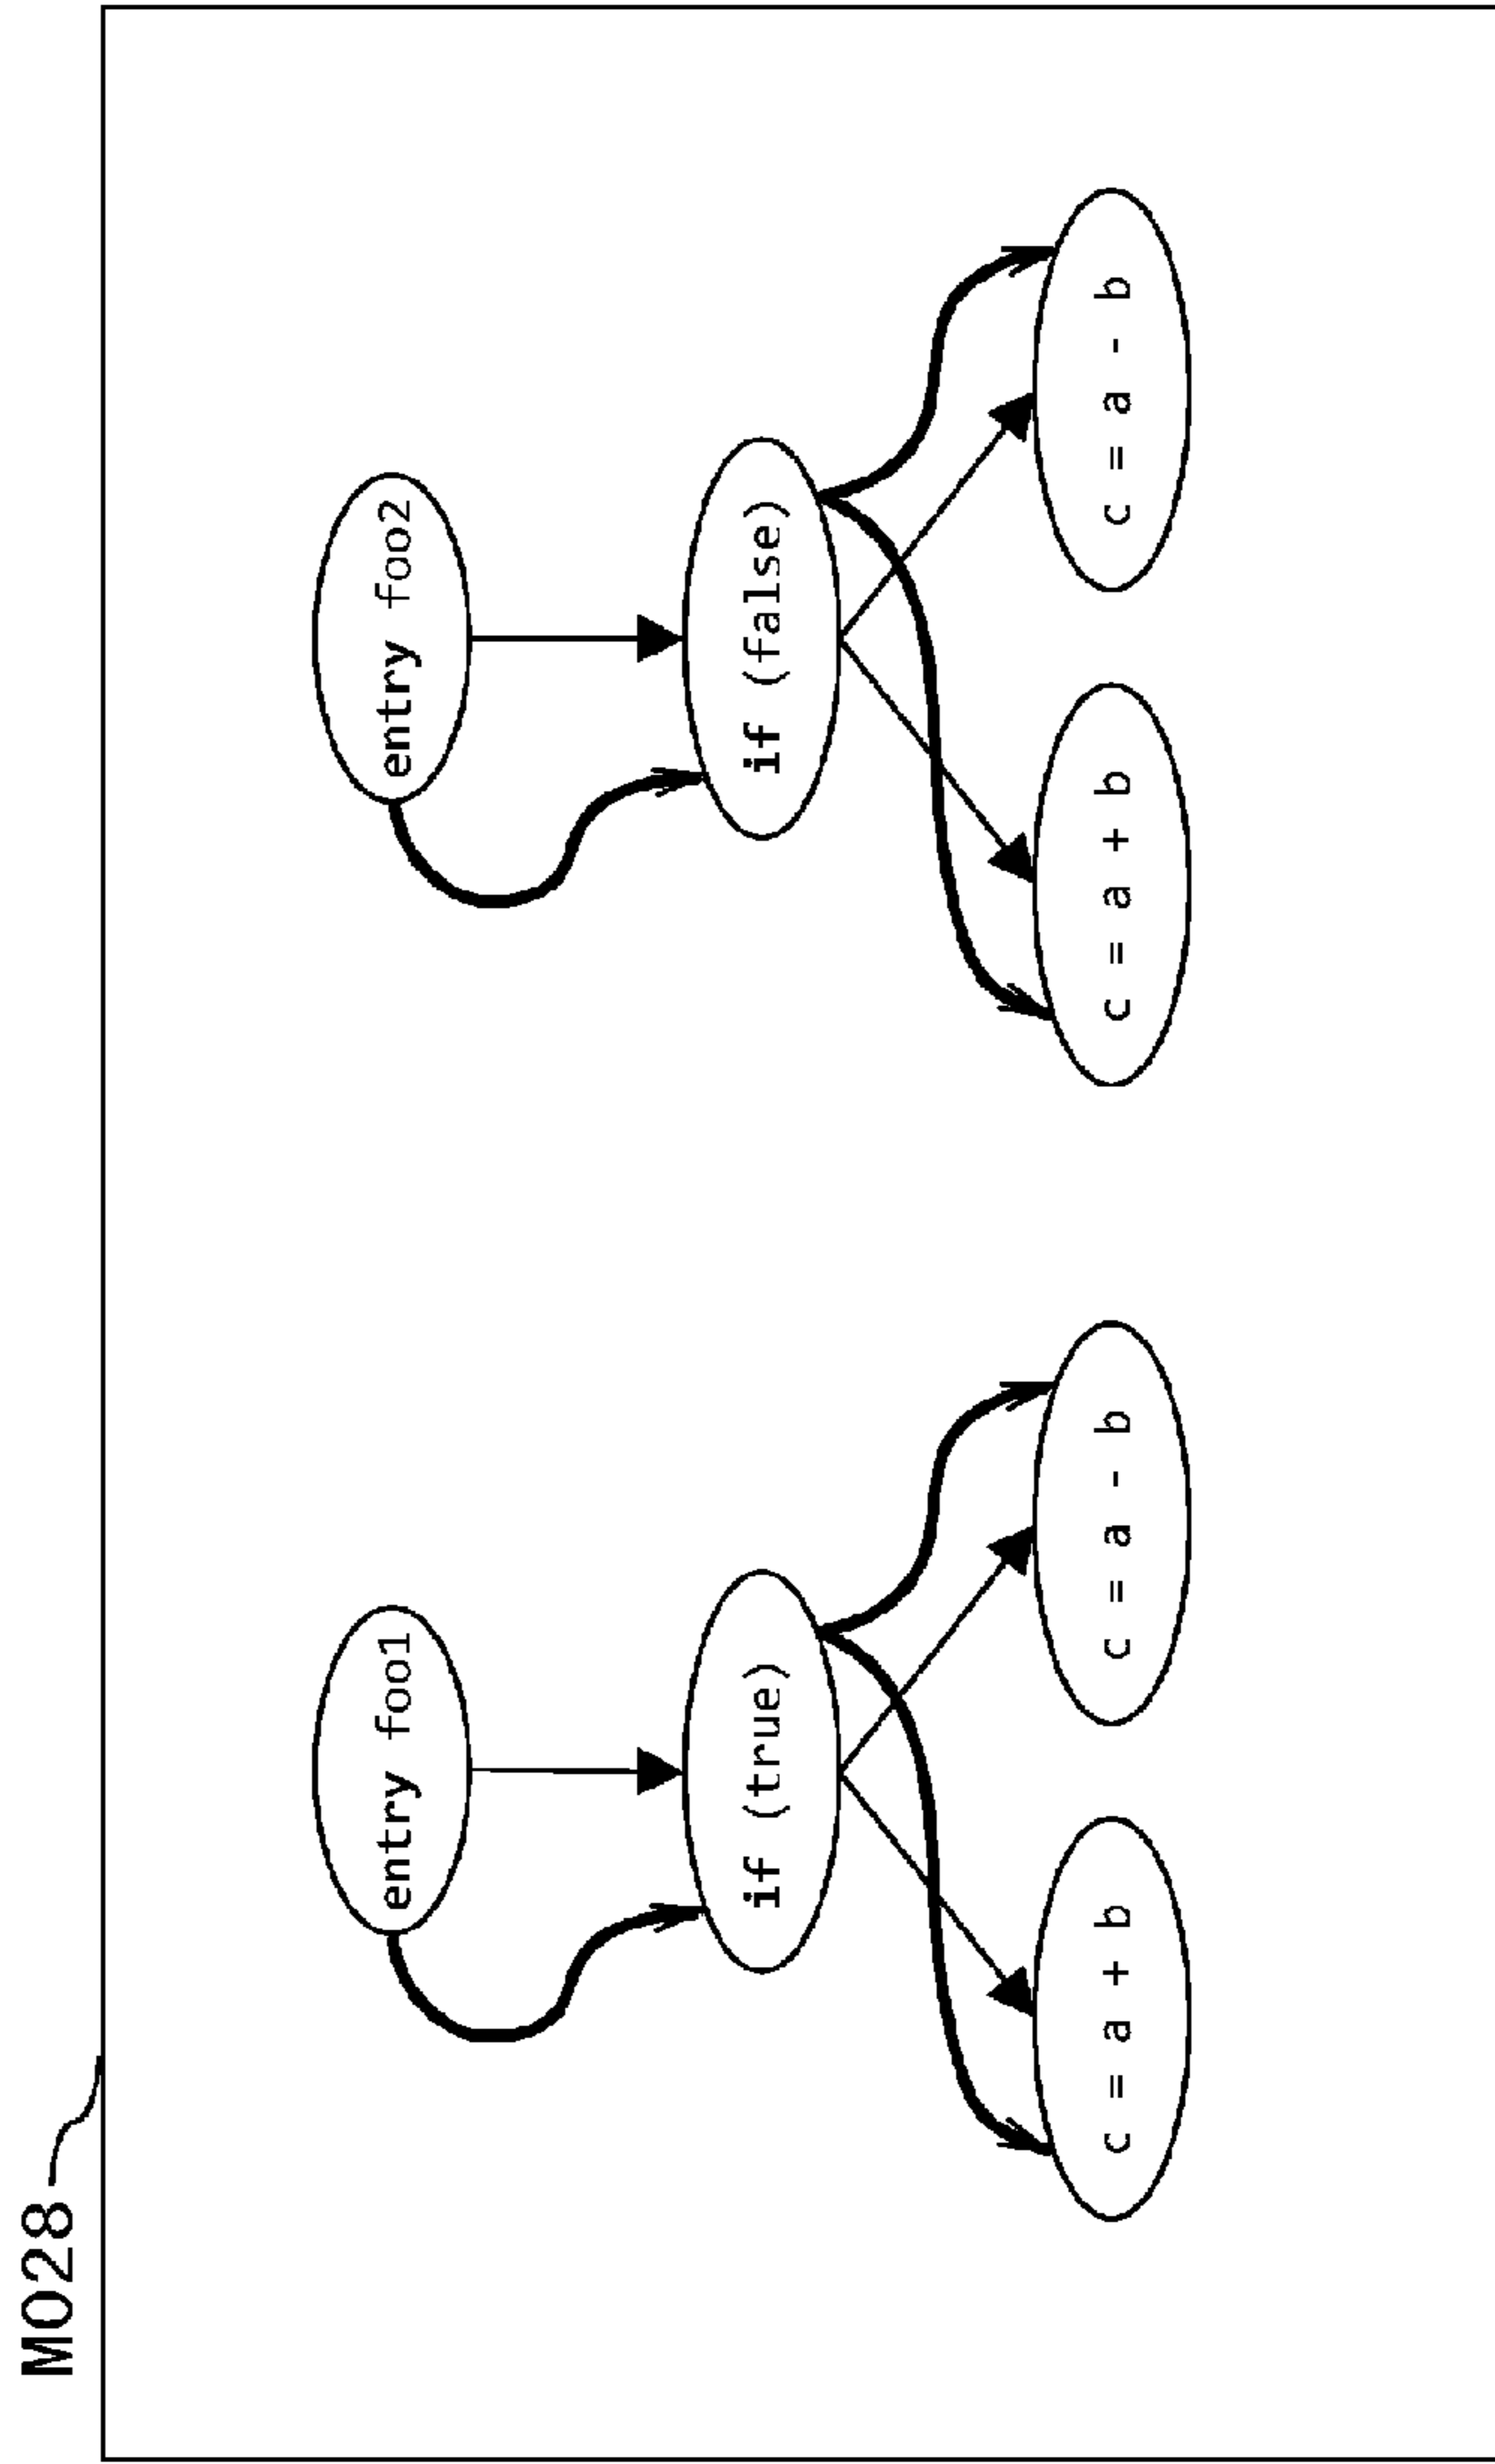 M028
entry foo1
entry foo2
if (true)
if (false)
c = a + b
c = a - b
c = a + b
c = a - b